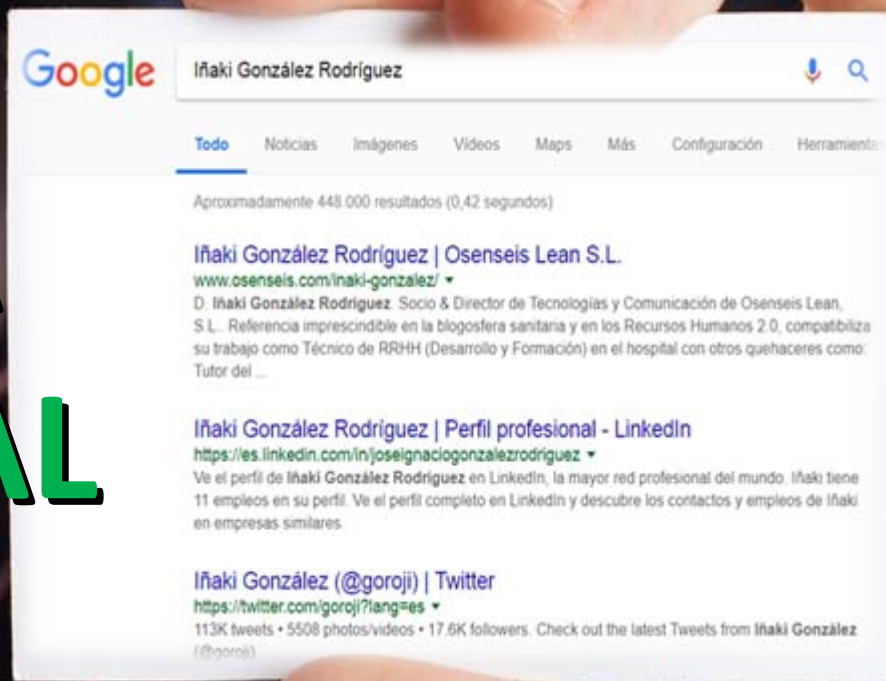 Google
Iñaki González Rodríguez
Todo Noticias Imágenes Vídeos Maps Más Configuración Herramienta
Aproximadamente 448.000 resultados (0,42 segundos)
Iñaki González Rodríguez | Osenseis Lean S.L.
www.osenseis.com/inaki-gonzalez/
D. Iñaki González Rodríguez. Socio & Director de Tecnologías y Comunicación de Osenseis Lean,
S.L.. Referencia imprescindible en la blogosfera sanitaria y en los Recursos Humanos 2.0, compatibiliza
su trabajo como Técnico de RRHH (Desarrollo y Formación) en el hospital con otros quehaceres como:
Tutor del ...
AL
Iñaki González Rodríguez | Perfil profesional - LinkedIn
https://es.linkedin.com/in/joseignaciogonzalezrodriguez
Ve el perfil de Iñaki González Rodríguez en LinkedIn, la mayor red profesional del mundo. Iñaki tiene
11 empleos en su perfil. Ve el perfil completo en LinkedIn y descubre los contactos y empleos de Iñaki
en empresas similares.
Iñaki González (@goroji) | Twitter
https://twitter.com/goroji?lang=es
113K tweets • 5508 photos/videos • 17.6K followers. Check out the latest Tweets from Iñaki González
(@goroji)